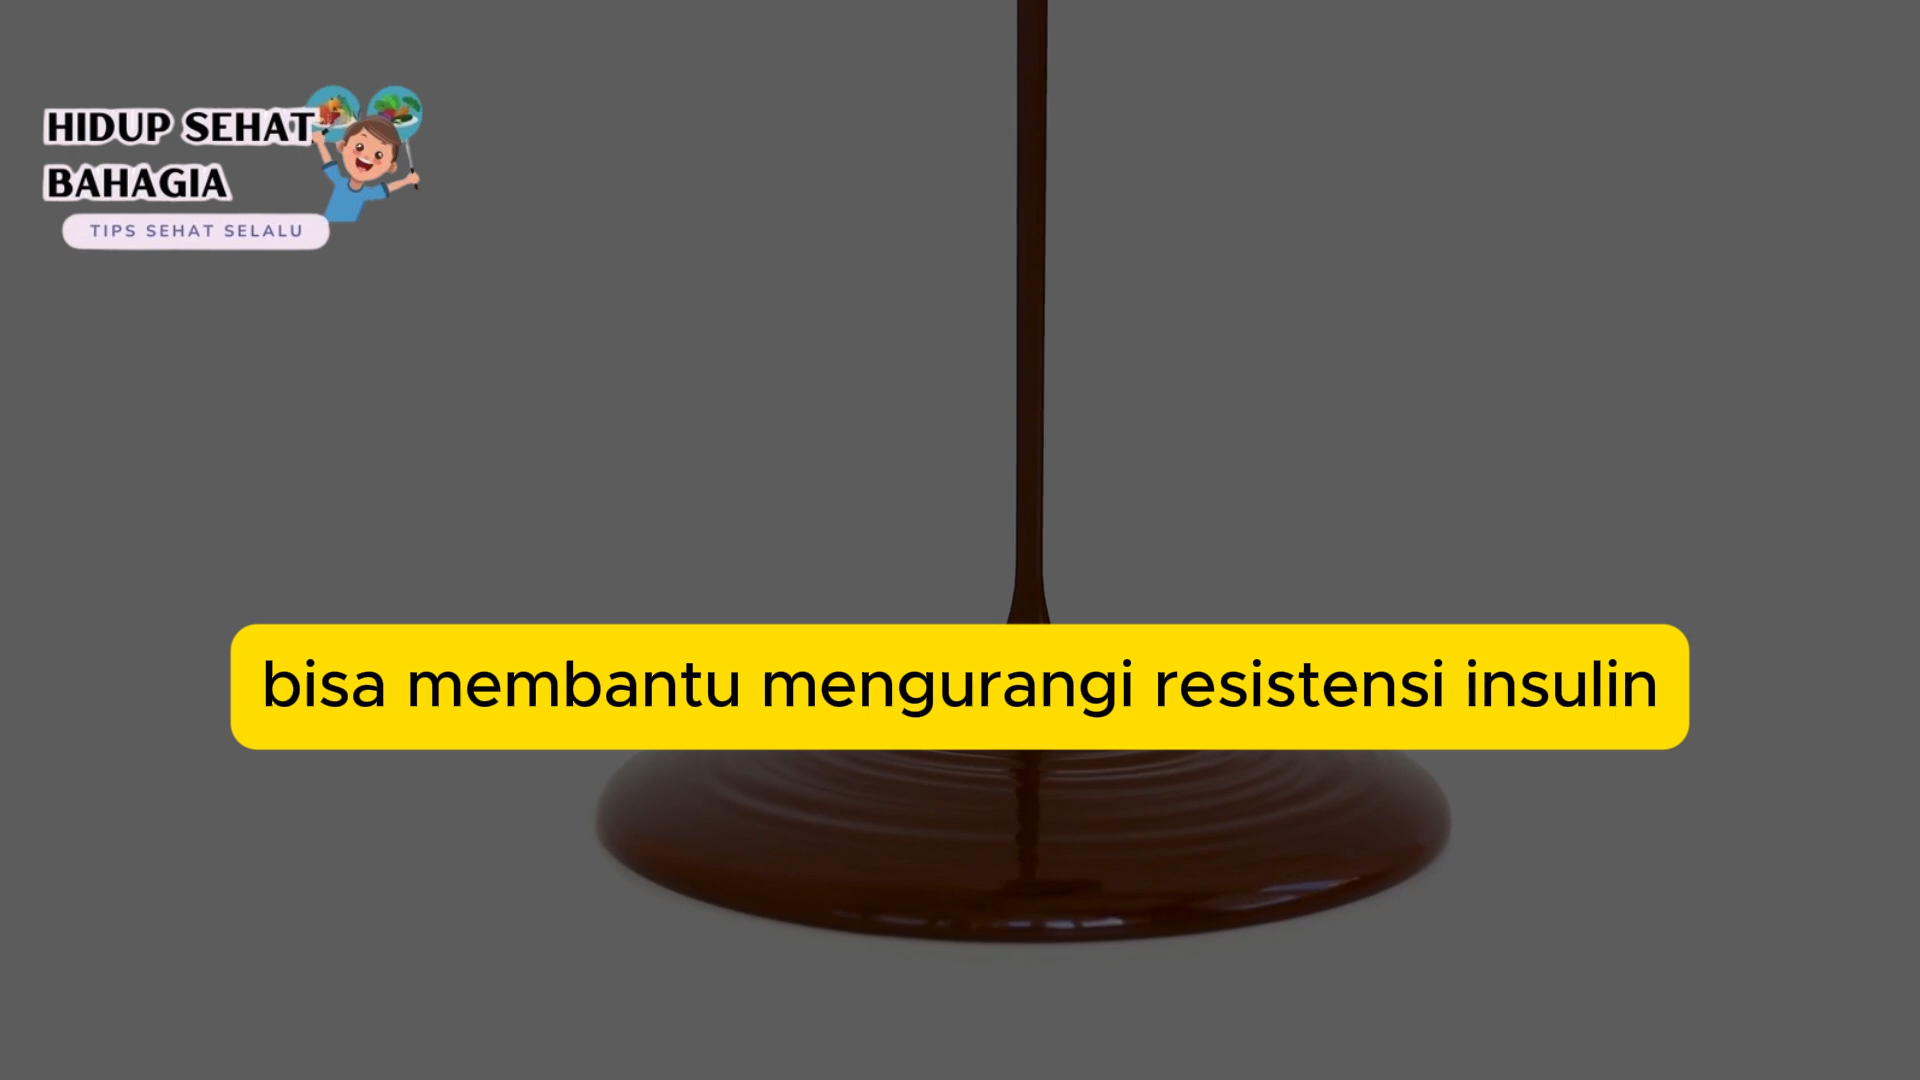 HIDUP SEHAT
BAHAGIA
TIPS SEHAT SELALU
bisa membantu mengurangi resistensi insulin